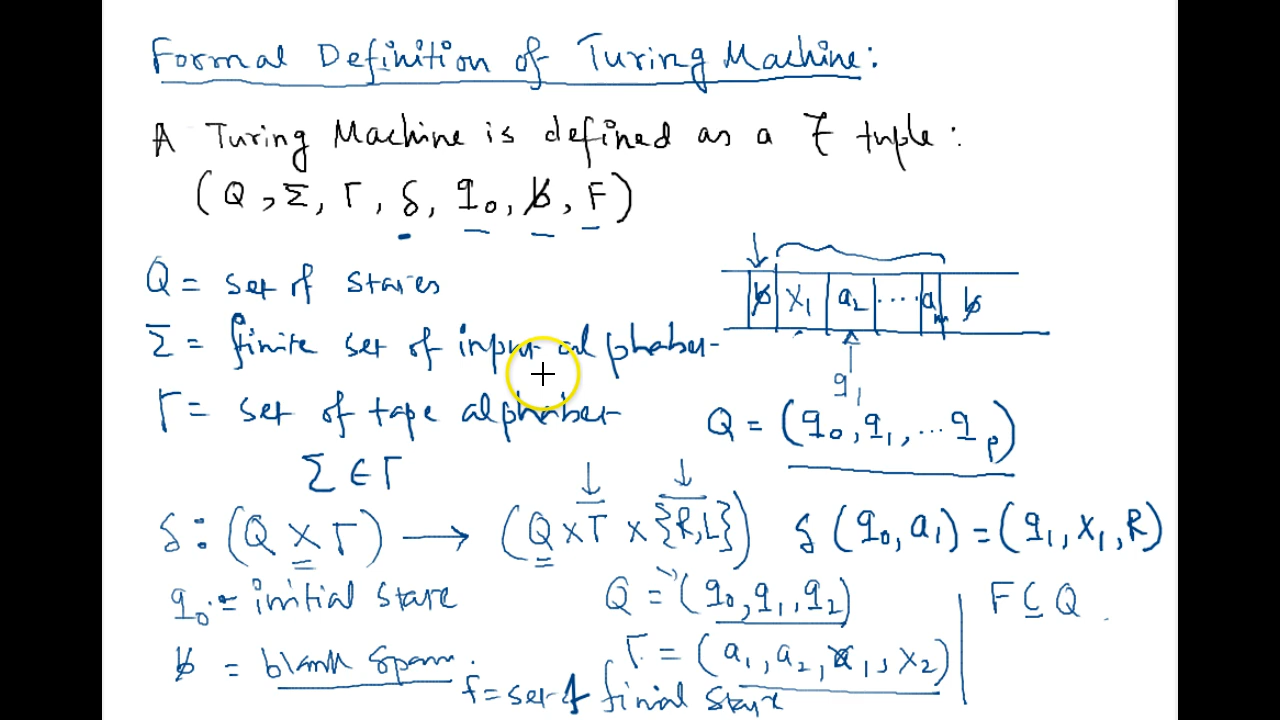 Formal Definition of Turing Machine:
A Turing Machine is defined as a 7 tuple:
(Q, Σ, Γ, δ, q₀, ƀ, F)
Q = set of states
Σ = finite set of input alphabet
Γ = set of tape alphabet
Σ ∈ Γ
ƀ x₁ a₂ ... aₙ ƀ
q₁
Q = (q₀, q₁, ... qₚ)
δ : (Q × Γ) → (Q × Γ × {R,L})
δ (q₀, a₁) = (q₁, x₁, R)
q₀ = initial state
Q = (q₀, q₁, q₂)
F ⊆ Q
ƀ = blank
Γ = (a₁, a₂, x₁, x₂)
f = set of final state